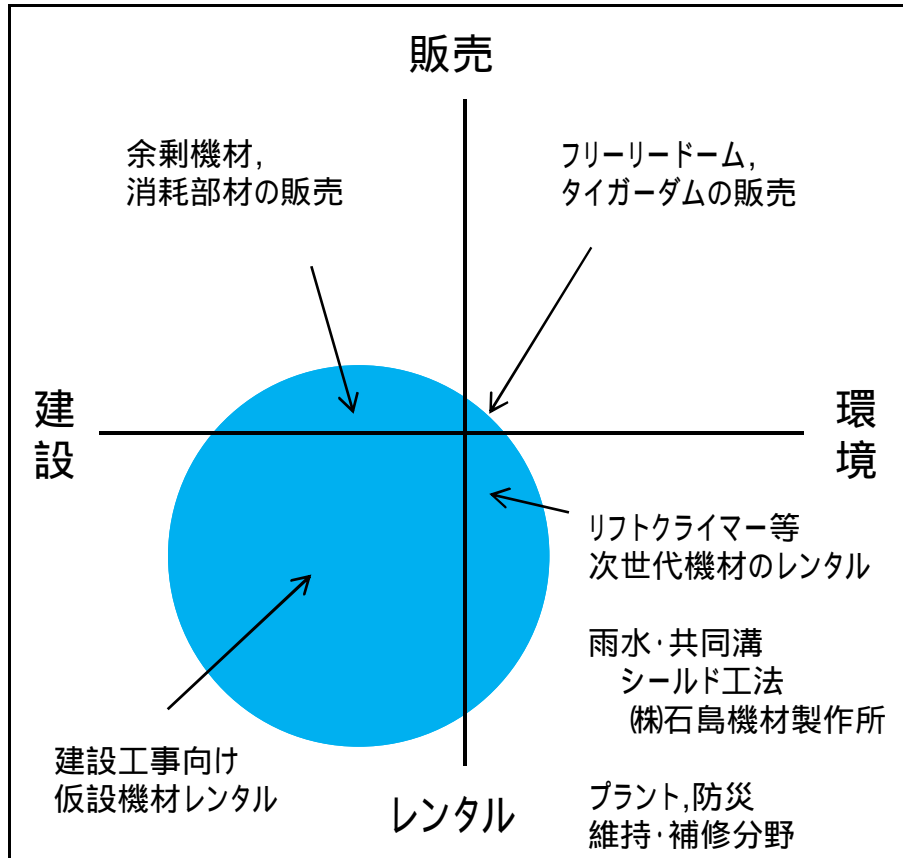 販売
余剰機材,
消耗部材の販売
フリーリードーム,
タイガーダムの販売
建
設
環
境
リフトクライマー等
次世代機材のレンタル
雨水・共同溝
シールド工法
㈱石島機材製作所
建設工事向け
仮設機材レンタル
レンタル
プラント,防災
維持・補修分野